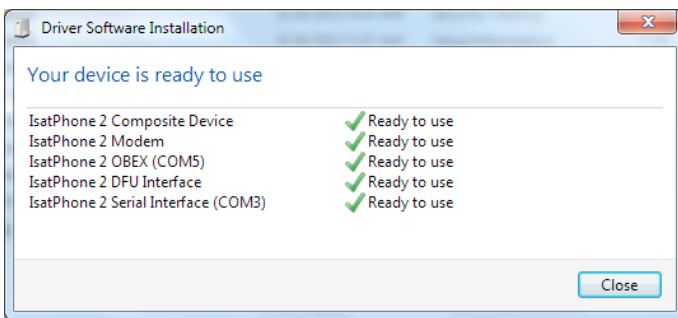 Driver Software Installation
Your device is ready to use
IsatPhone 2 Composite Device Ready to use
IsatPhone 2 Modem Ready to use
IsatPhone 2 OBEX (COM5) Ready to use
IsatPhone 2 DFU Interface Ready to use
IsatPhone 2 Serial Interface (COM3) Ready to use
Close